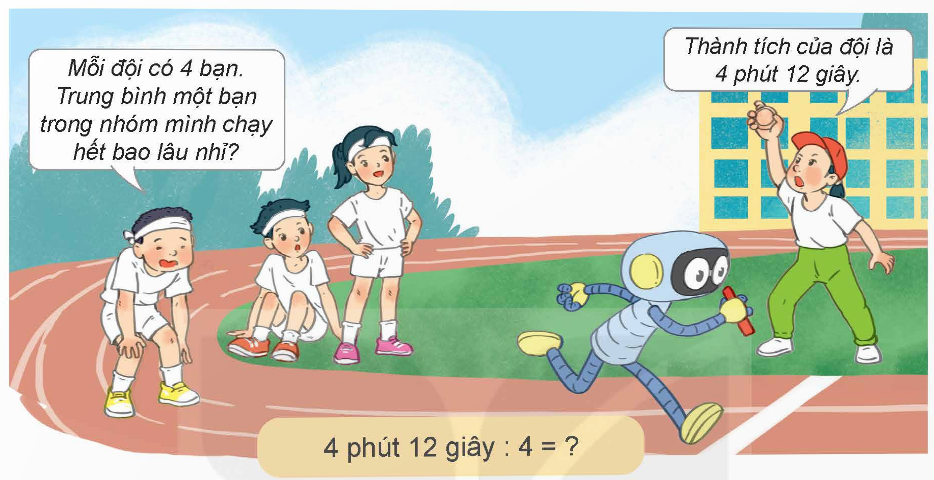 Mỗi đội có 4 bạn.
Trung bình một bạn
trong nhóm mình chạy
hết bao lâu nhỉ?
Thành tích của đội là
4 phút 12 giây.
4 phút 12 giây : 4 = ?